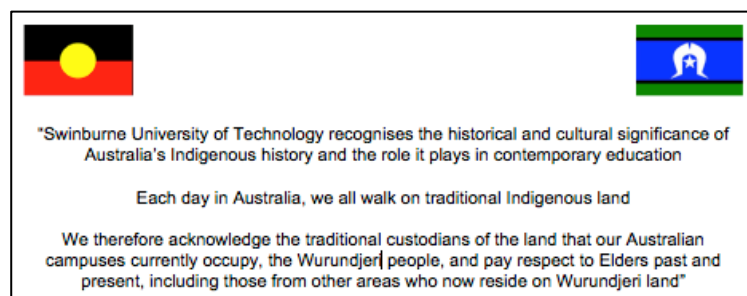 "Swinburne University of Technology recognises the historical and cultural significance of
Australia's Indigenous history and the role it plays in contemporary education
Each day in Australia, we all walk on traditional Indigenous land
We therefore acknowledge the traditional custodians of the land that our Australian
campuses currently occupy, the Wurundjeri people, and pay respect to Elders past and
present, including those from other areas who now reside on Wurundjeri land"